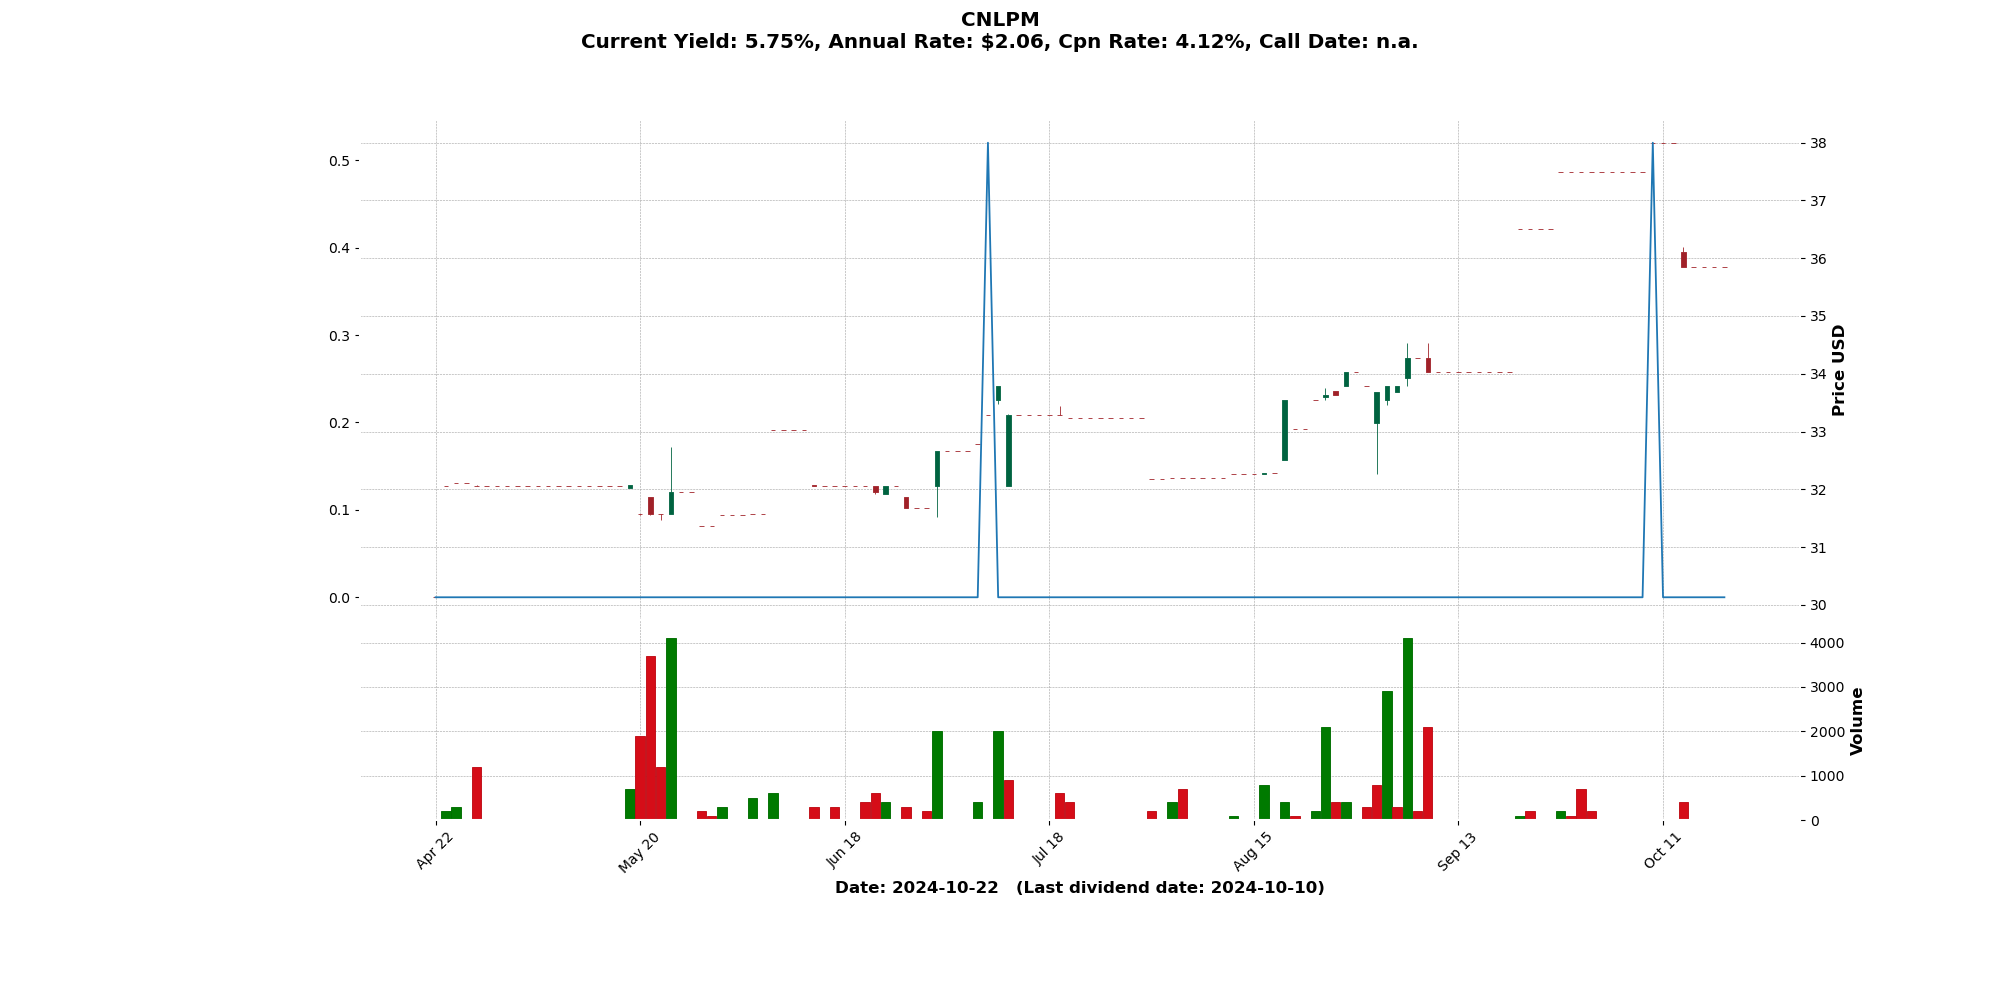 CNLPM
Current Yield: 5.75%, Annual Rate: $2.06, Cpn Rate: 4.12%, Call Date: n.a.
0.5
0.4
0.3
0.2
0.1
0.0
38
37
36
35
34
33
32
31
30
Price USD
4000
3000
2000
1000
0
Volume
Apr 22
May 20
Jun 18
Jul 18
Aug 15
Sep 13
Oct 11
Date: 2024-10-22 (Last dividend date: 2024-10-10)